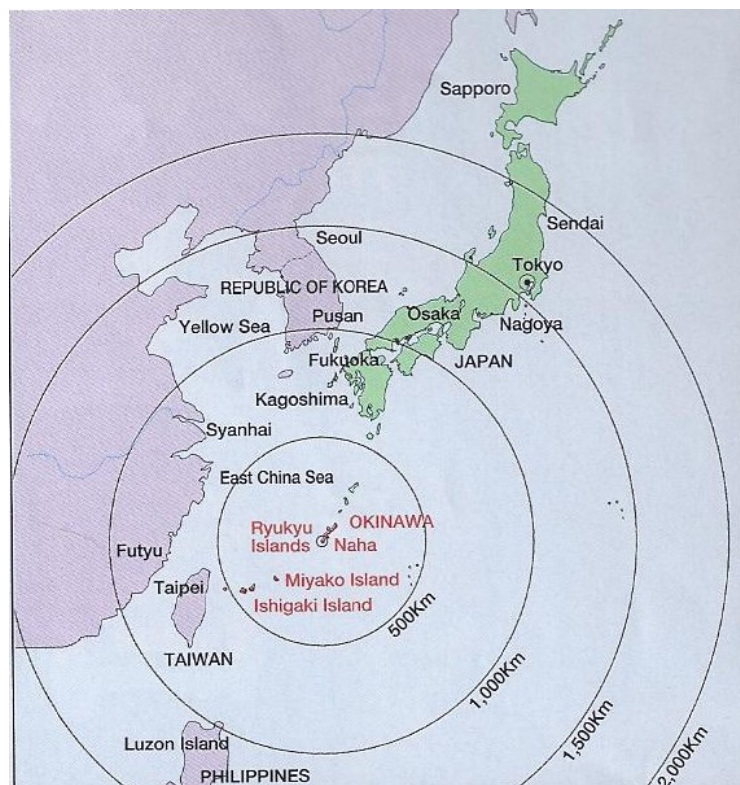 Sapporo
Sendai
Seoul
Tokyo
REPUBLIC OF KOREA
Pusan
Osaka
Yellow Sea
Nagoya
Fukuoka
JAPAN
Kagoshima
Syanhai
East China Sea
Ryukyu
Islands
OKINAWA
Naha
Futyu
Taipei
Miyako Island
Ishigaki Island
500Km
TAIWAN
1,000Km
1,500Km
Luzon Island
2,000Km
PHILIPPINES